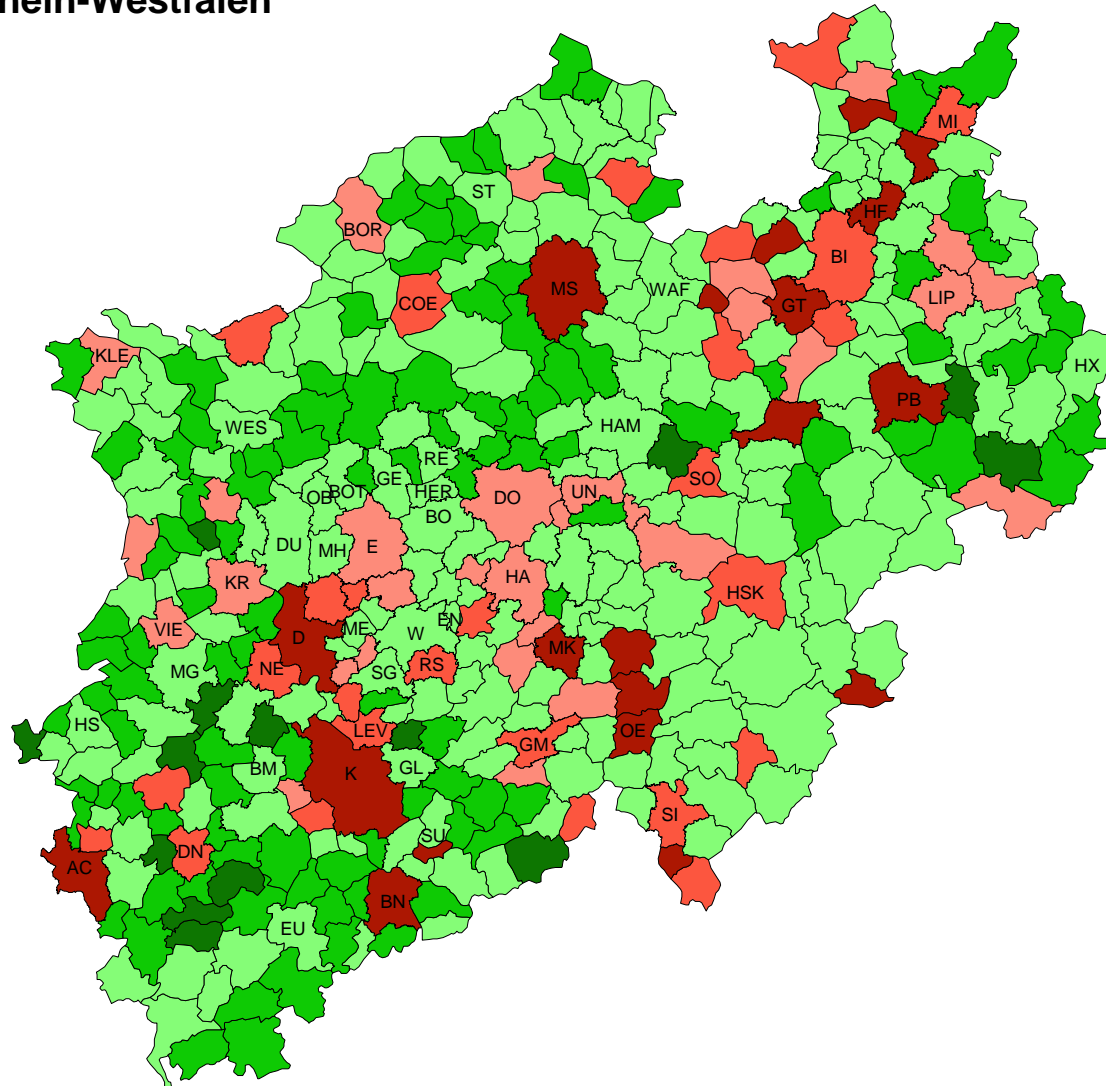 hein-Westfalen
MI
ST
HF
BOR
BI
MS
WAF
LIP
COE
GT
KLE
HX
PB
WES
HAM
RE
GE
SO
BOT
HER
UN
OB
DO
BO
DU
MH
E
KR
HA
HSK
EN
VIE
ME
W
D
MK
NE
RS
MG
SG
HS
LEV
OE
GM
BM
K
GL
SI
SU
DN
AC
BN
EU